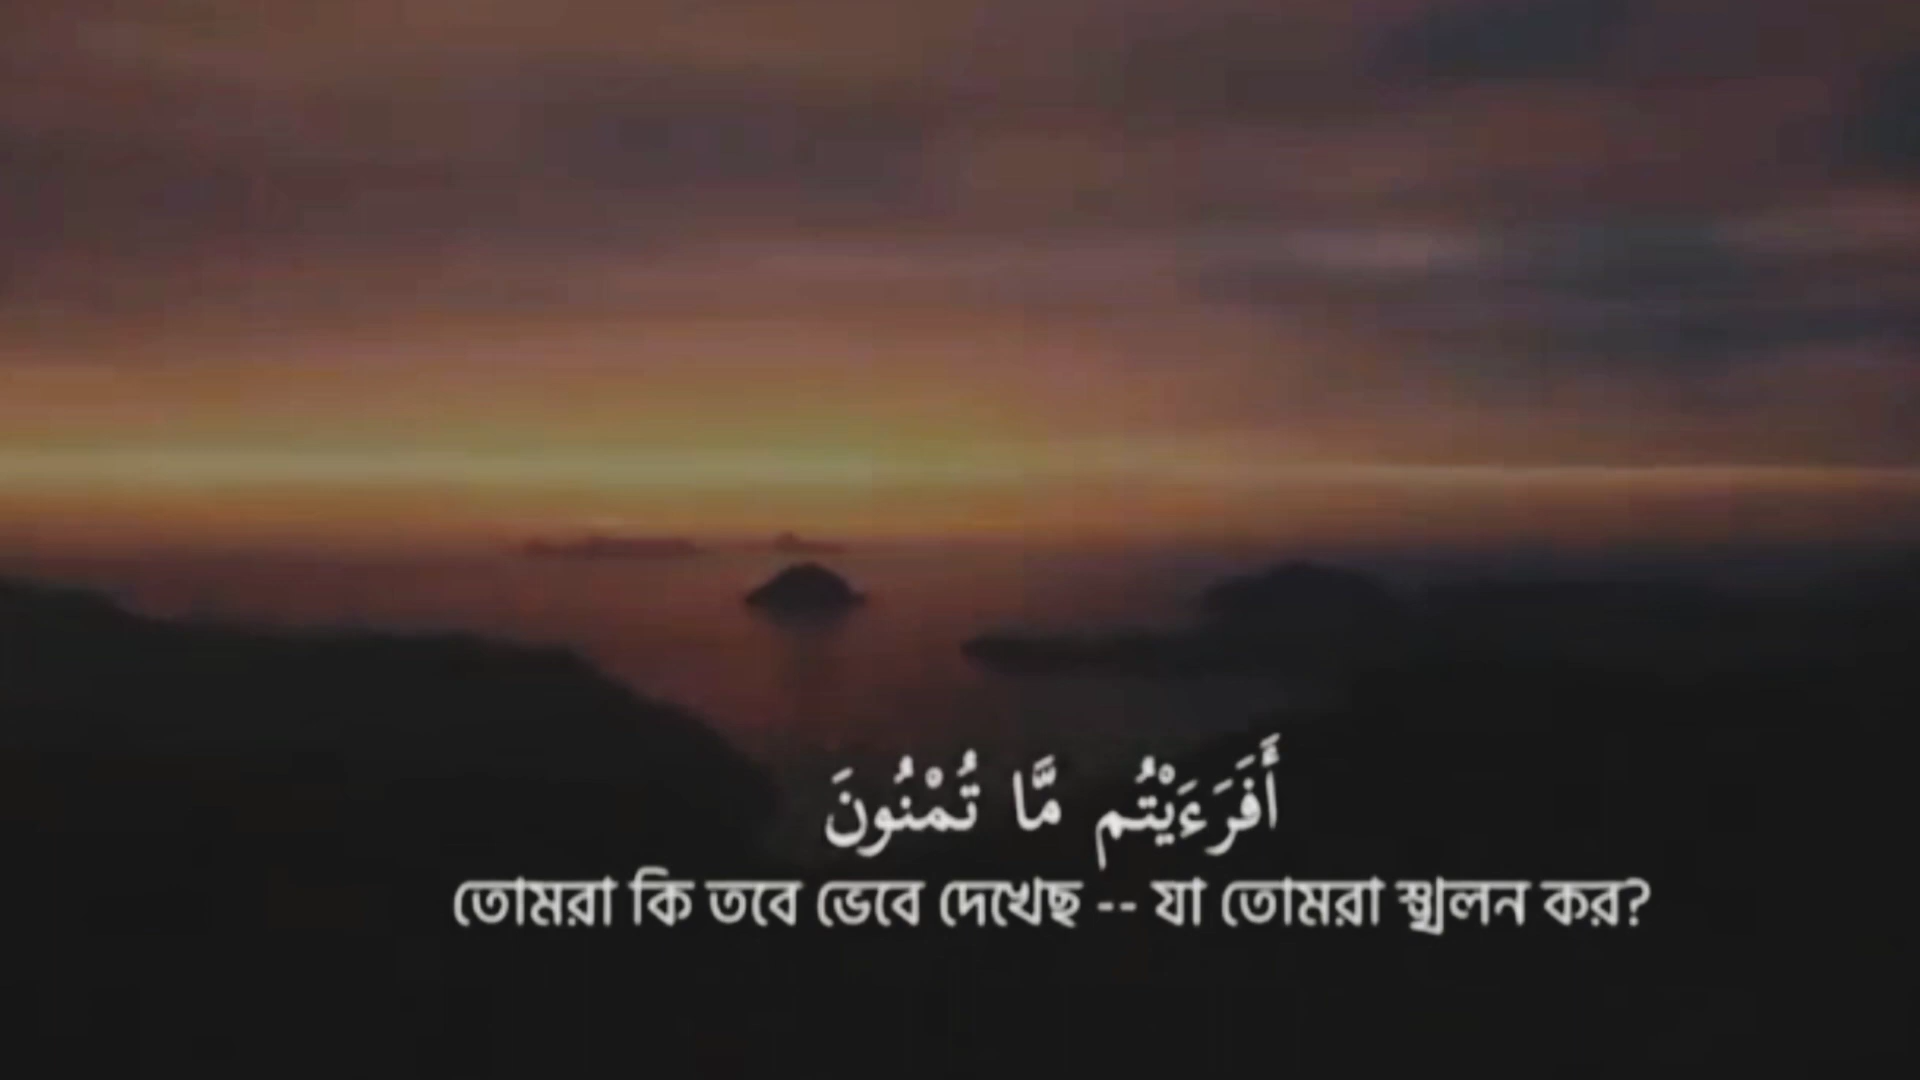 أَفَرَءَيْتُم مَّا تُمْنُونَ
তোমরা কি তবে ভেবে দেখেছ -- যা তোমরা স্খলন কর?